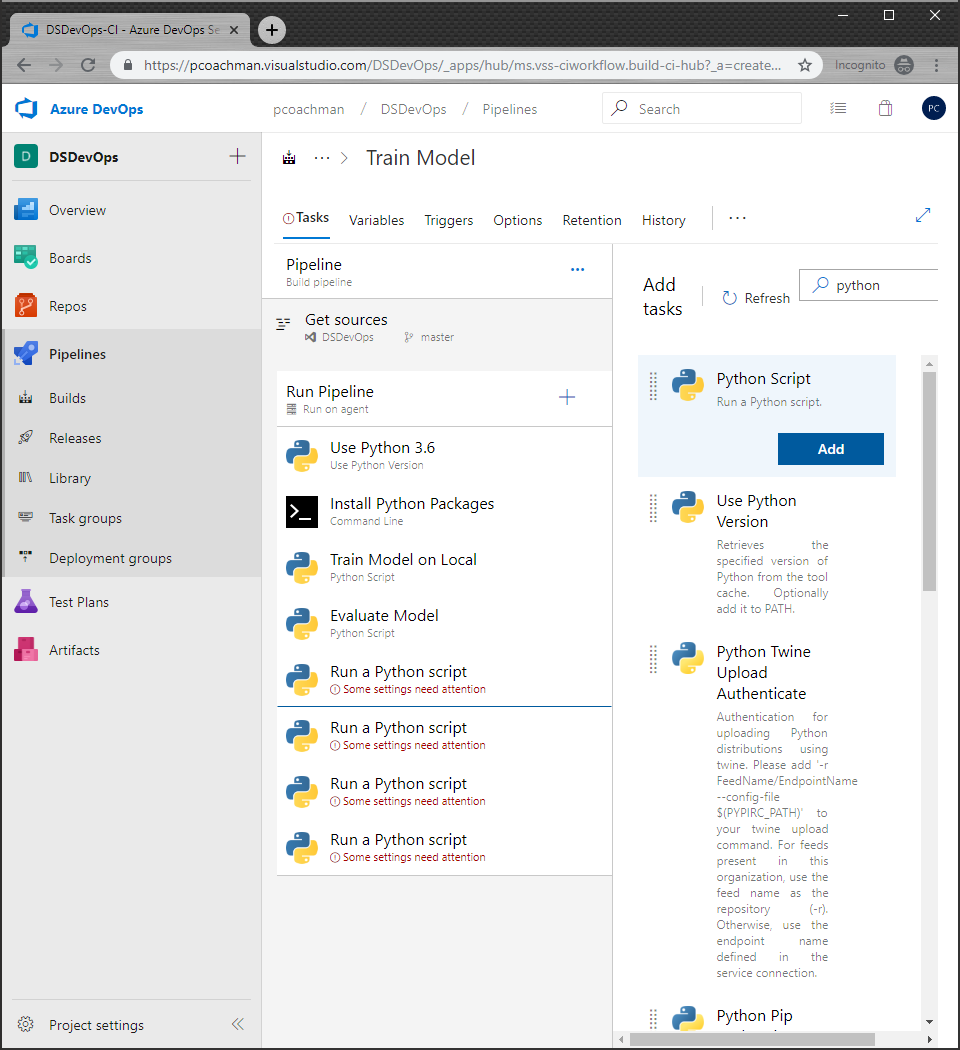 DSDevOps-CI - Azure DevOps Se
https://pcoachman.visualstudio.com/DSDevOps/_apps/hub/ms.vss-ciworkflow.build-ci-hub?_a=create...
Incognito
Azure DevOps
pcoachman / DSDevOps / Pipelines
Search
PC
D DSDevOps
Overview
Boards
Repos
Pipelines
Builds
Releases
Library
Task groups
Deployment groups
Test Plans
Artifacts
Project settings
... > Train Model
Tasks Variables Triggers Options Retention History ...
Pipeline
Build pipeline
...
Get sources
DSDevOps master
Run Pipeline
Run on agent
Use Python 3.6
Use Python Version
Install Python Packages
Command Line
Train Model on Local
Python Script
Evaluate Model
Python Script
Run a Python script
Some settings need attention
Run a Python script
Some settings need attention
Run a Python script
Some settings need attention
Run a Python script
Some settings need attention
Add
tasks
Refresh
python
Python Script
Run a Python script.
Add
Use Python
Version
Retrieves the
specified version of
Python from the tool
cache. Optionally
add it to PATH.
Python Twine
Upload
Authenticate
Authentication for
uploading Python
distributions using
twine. Please add '-r
FeedName/EndpointName
--config-file
$(PYPIRC_PATH)' to
your twine upload
command. For feeds
present in this
organization, use the
feed name as the
repository (-r).
Otherwise, use the
endpoint name
defined in the
service connection.
Python Pip